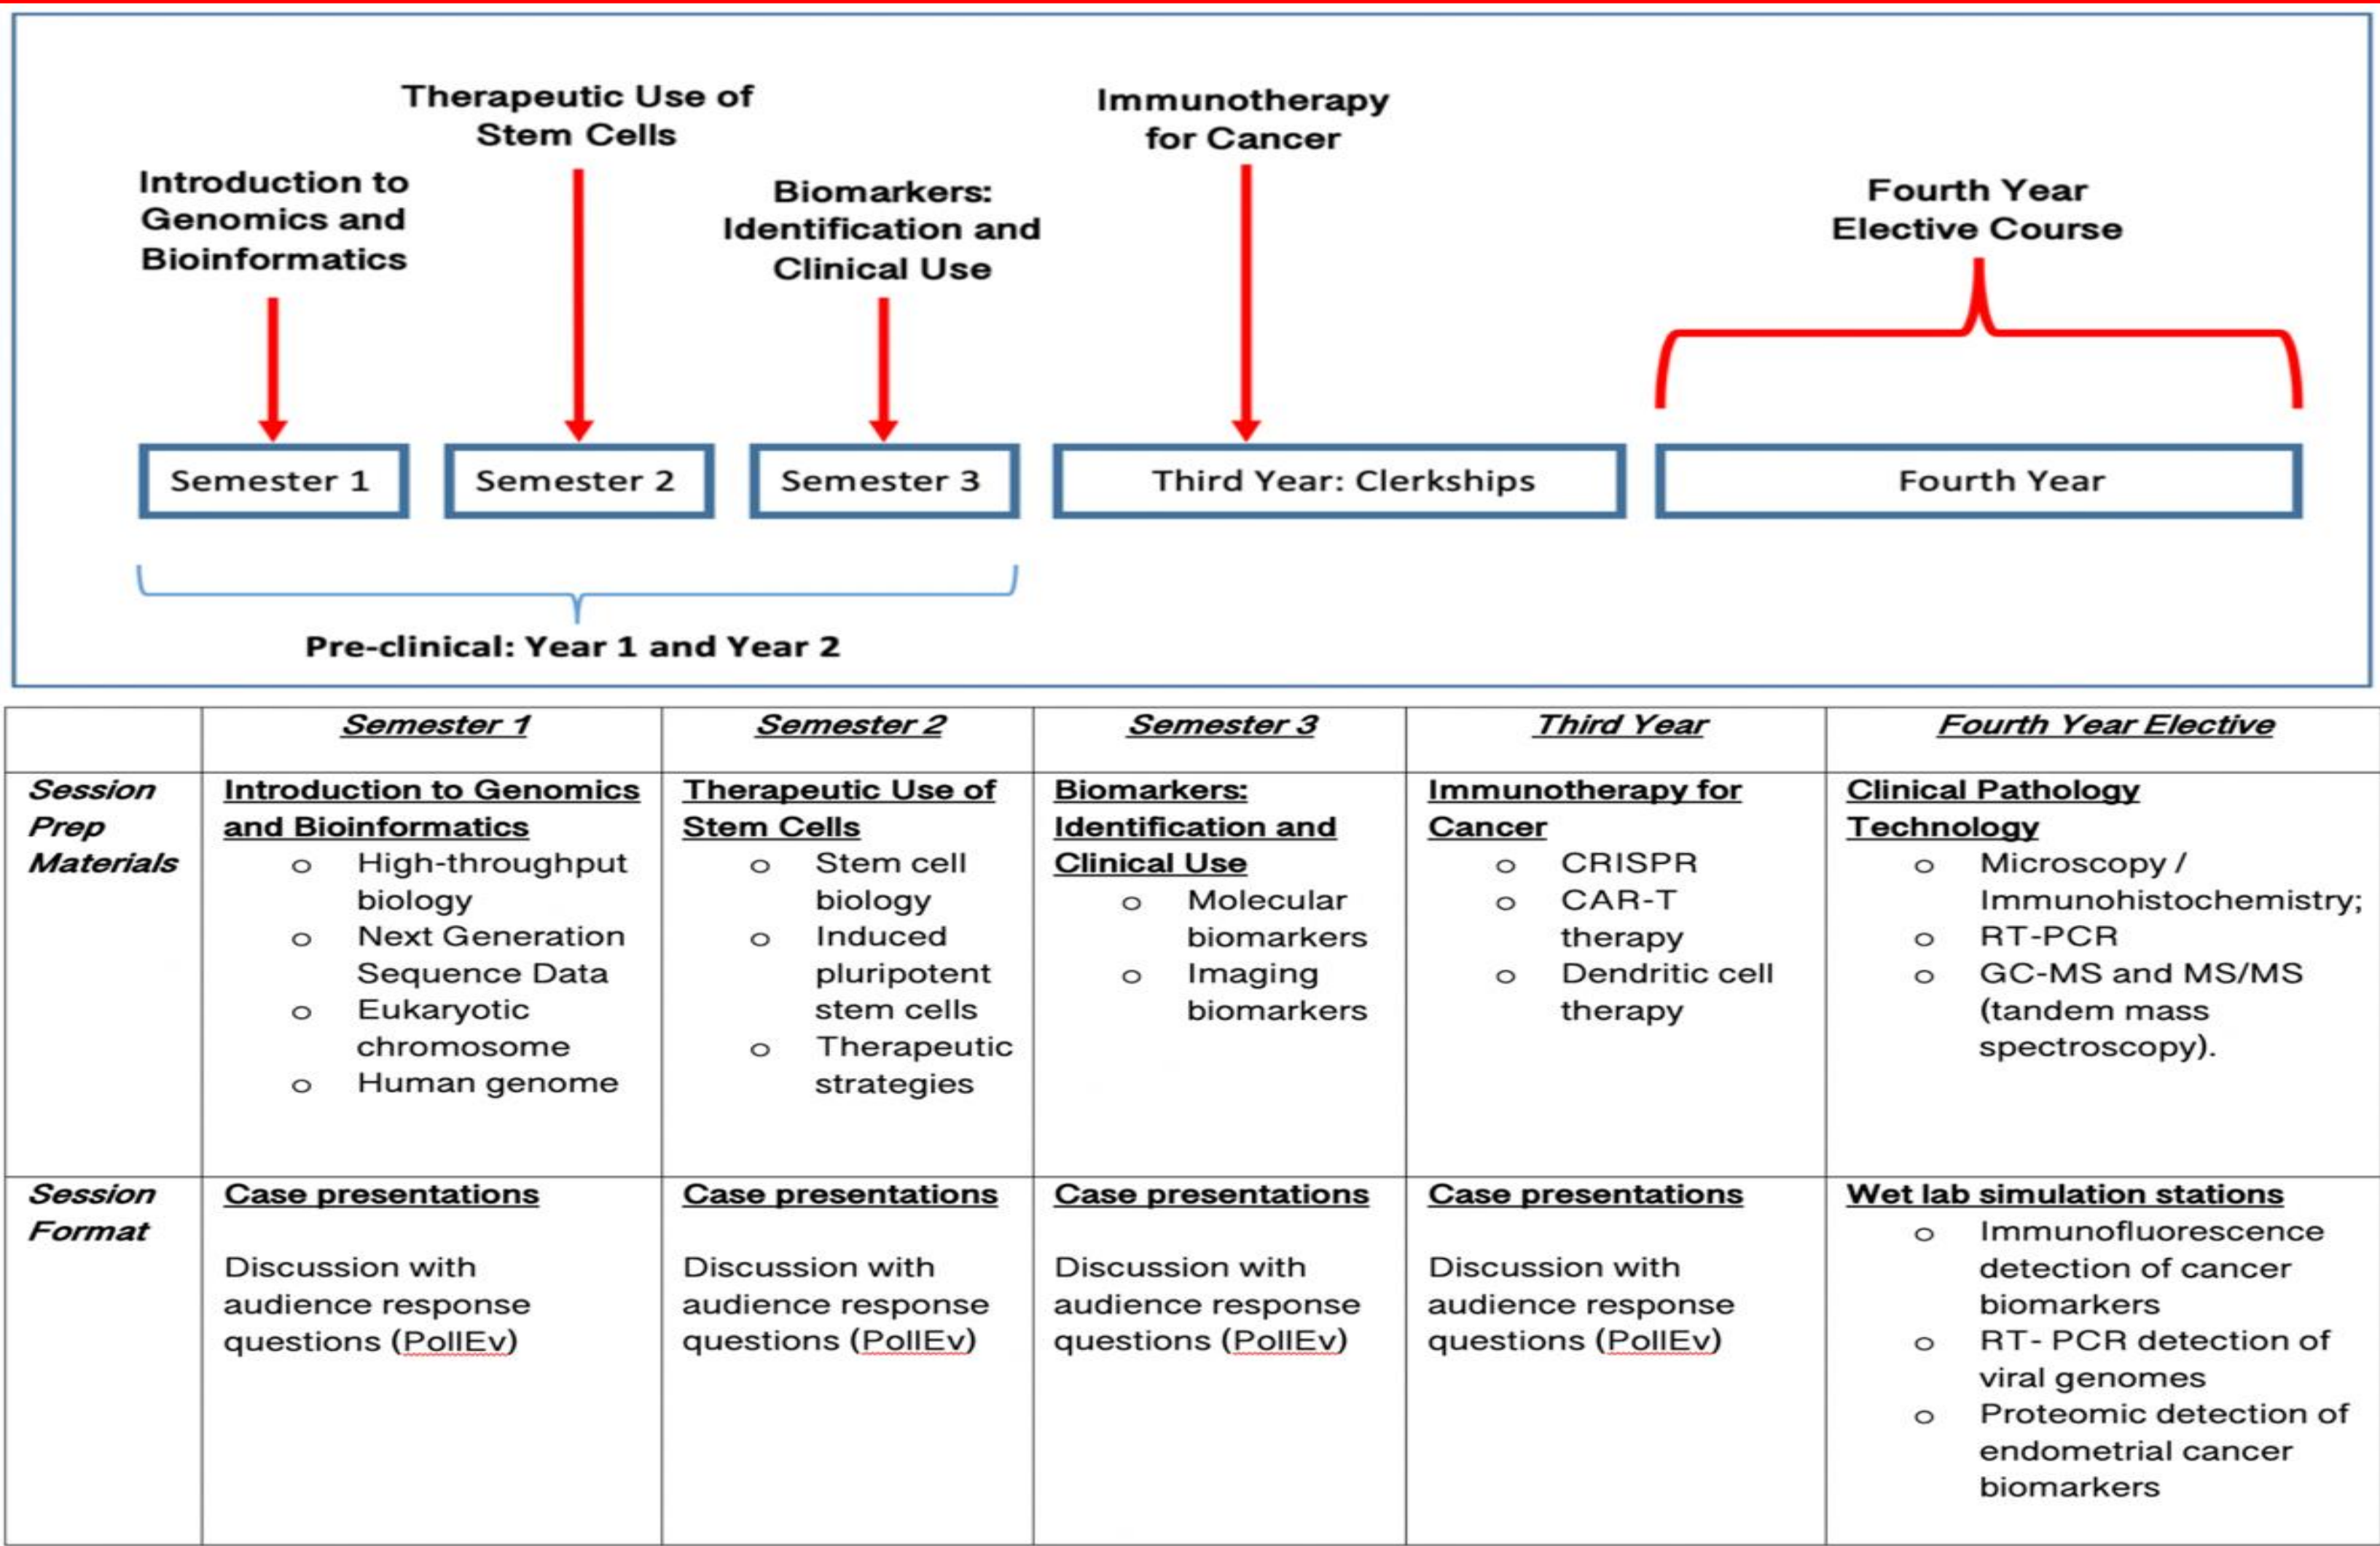 Therapeutic Use of
Stem Cells
Immunotherapy
for Cancer
Introduction to
Genomics and
Bioinformatics
Biomarkers:
Identification and
Clinical Use
Fourth Year
Elective Course
Semester 1
Semester 2
Semester 3
Third Year: Clerkships
Fourth Year
Pre-clinical: Year 1 and Year 2
Semester 1
Semester 2
Semester 3
Third Year
Fourth Year Elective
Session
Prep
Materials
Introduction to Genomics
and Bioinformatics
o High-throughput
biology
o Next Generation
Sequence Data
o Eukaryotic
chromosome
o Human genome
Therapeutic Use of
Stem Cells
o Stem cell
biology
o Induced
pluripotent
stem cells
o Therapeutic
strategies
Biomarkers:
Identification and
Clinical Use
o Molecular
biomarkers
o Imaging
biomarkers
Immunotherapy for
Cancer
o CRISPR
o CAR-T
therapy
o Dendritic cell
therapy
Clinical Pathology
Technology
o Microscopy /
Immunohistochemistry;
o RT-PCR
o GC-MS and MS/MS
(tandem mass
spectroscopy).
Session
Format
Case presentations
Discussion with
audience response
questions (PollEv)
Case presentations
Discussion with
audience response
questions (PollEv)
Case presentations
Discussion with
audience response
questions (PollEv)
Case presentations
Discussion with
audience response
questions (PollEv)
Wet lab simulation stations
o Immunofluorescence
detection of cancer
biomarkers
o RT- PCR detection of
viral genomes
o Proteomic detection of
endometrial cancer
biomarkers